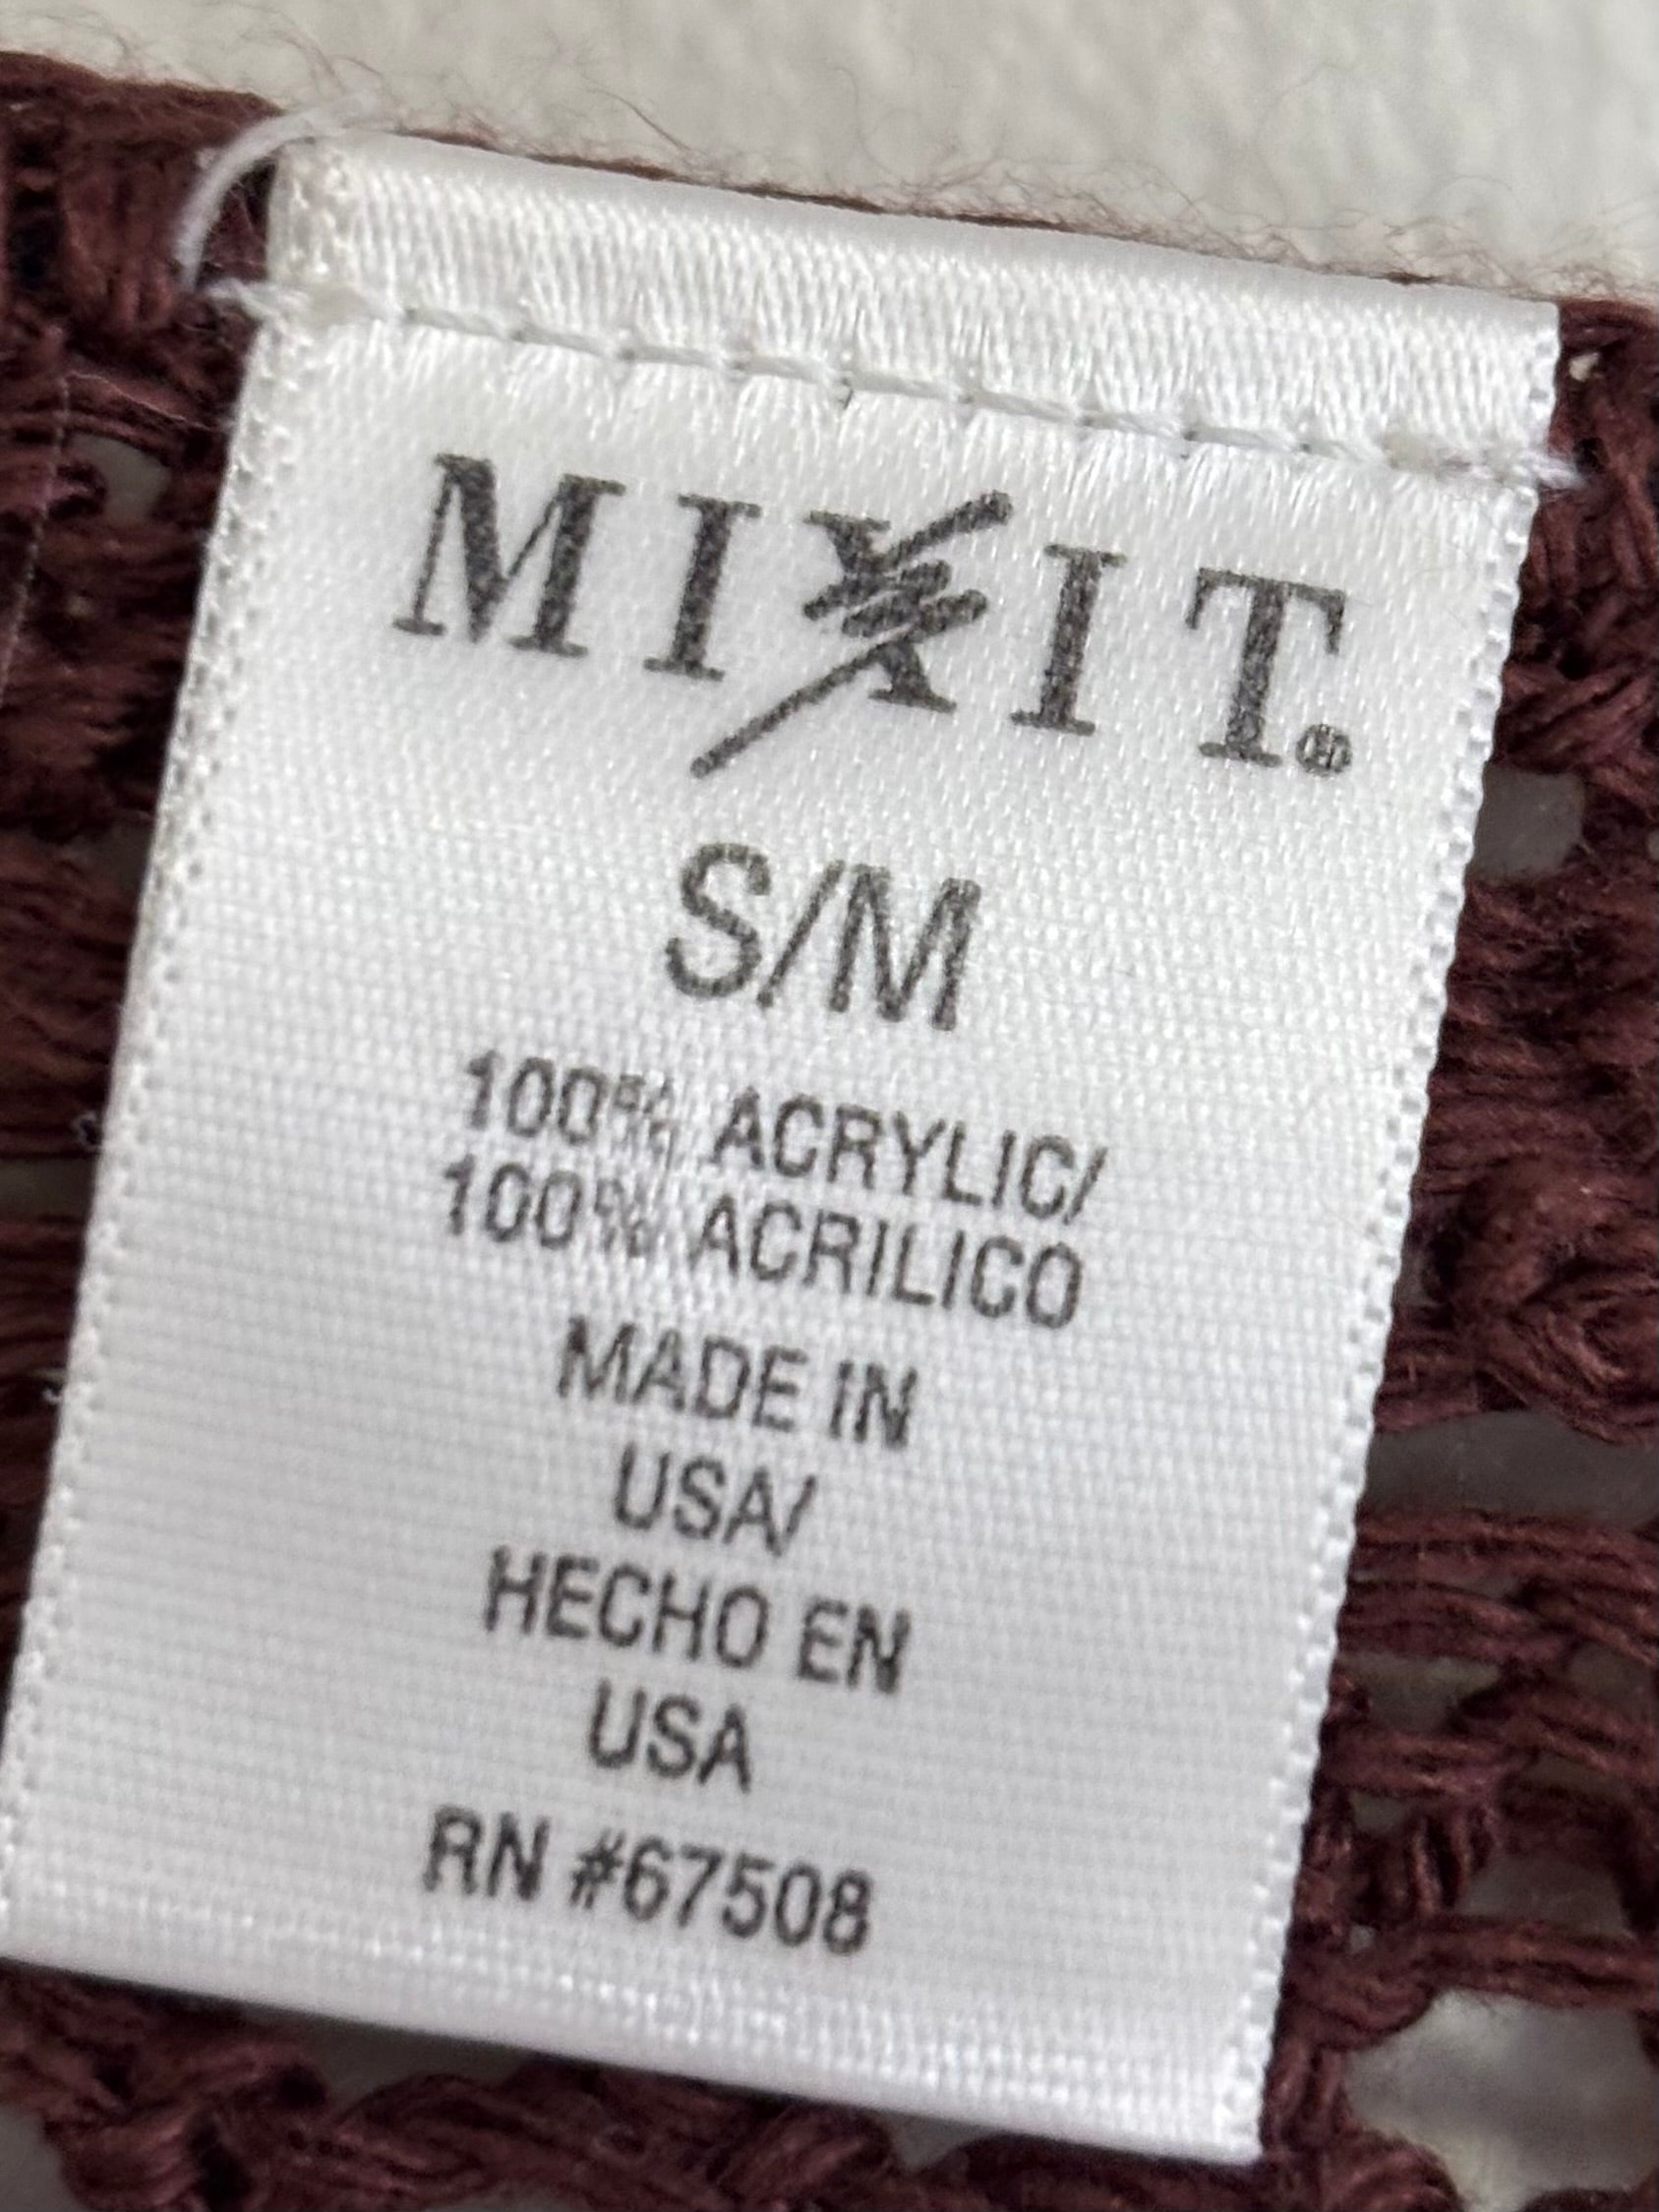 MIXIT®
S/M
100% ACRYLIC/
100% ACRILICO
MADE IN
USA/
HECHO EN
USA
RN #67508